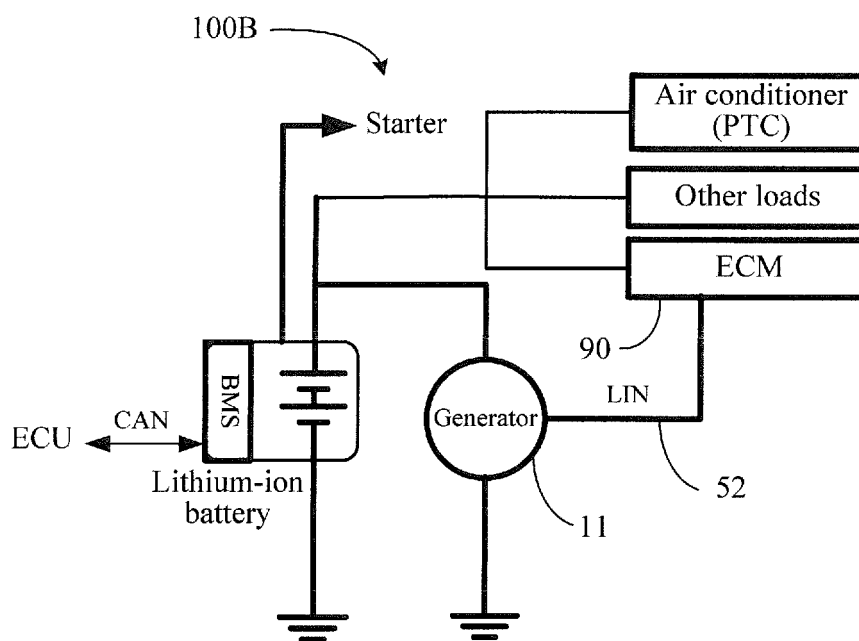 100B
Air conditioner
(PTC)
Starter
Other loads
ECM
90
BMS
LIN
Generator
CAN
ECU
52
Lithium-ion
battery
11